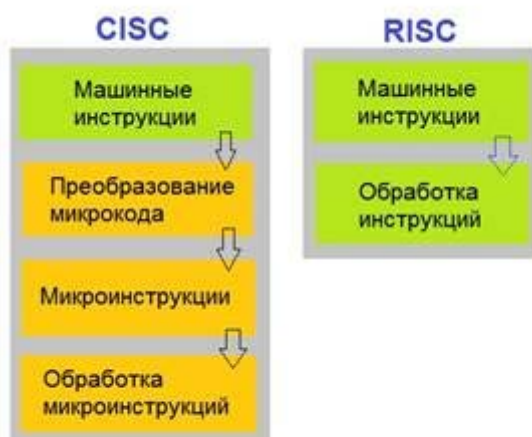 CISC
Машинные
инструкции
Преобразование
микрокода
Микроинструкции
Обработка
микроинструкций
RISC
Машинные
инструкции
Обработка
инструкций